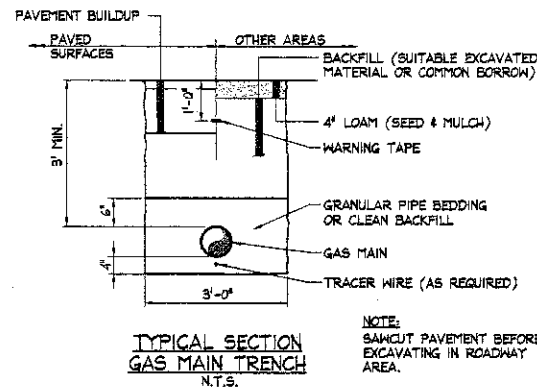 PAVEMENT BUILDUP
PAVED
SURFACES
OTHER AREAS
BACKFILL (SUITABLE EXCAVATED
MATERIAL OR COMMON BORROW)
1'-0"
4" LOAM (SEED & MULCH)
WARNING TAPE
3' MIN.
6"
GRANULAR PIPE BEDDING
OR CLEAN BACKFILL
GAS MAIN
4"
TRACER WIRE (AS REQUIRED)
3'-0"
TYPICAL SECTION
GAS MAIN TRENCH
N.T.S.
NOTE:
SAWCUT PAVEMENT BEFORE
EXCAVATING IN ROADWAY
AREA.